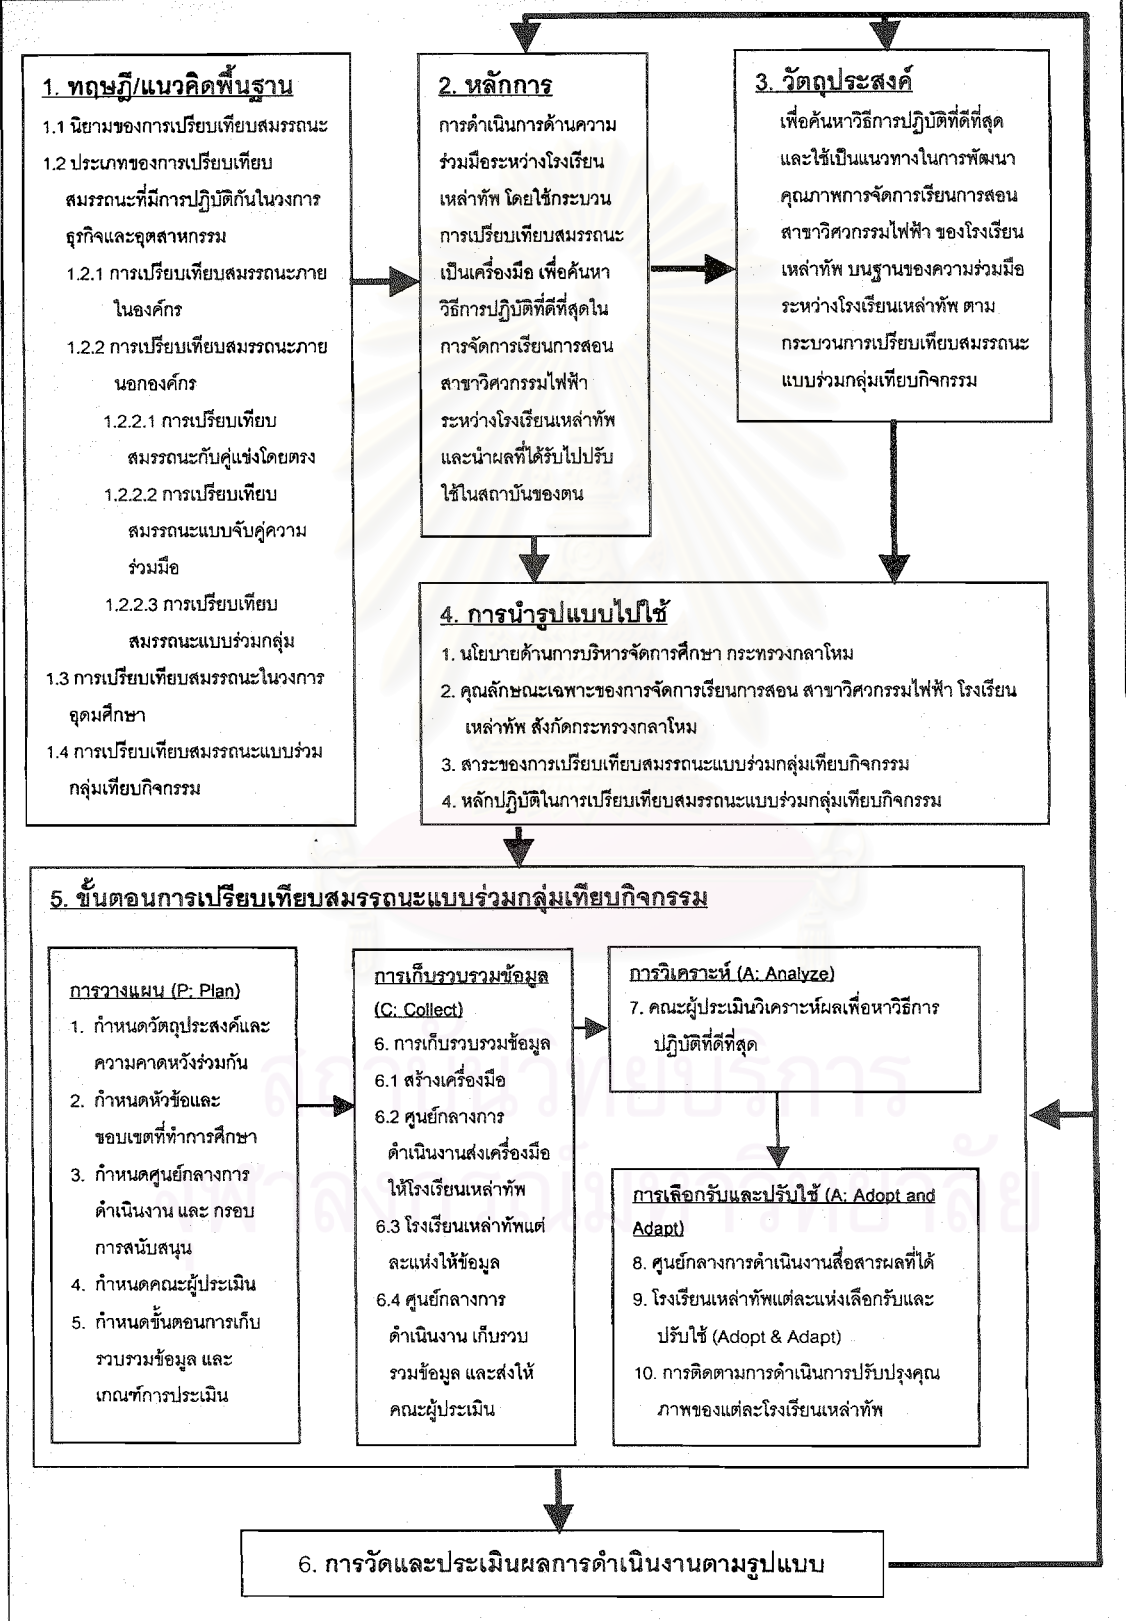 1. ทฤษฎี/แนวคิดพื้นฐาน
1.1 นิยามของการเปรียบเทียบสมรรถนะ
1.2 ประเภทของการเปรียบเทียบ
สมรรถนะที่มีการปฏิบัติกันในวงการ
ธุรกิจและอุตสาหกรรม
1.2.1 การเปรียบเทียบสมรรถนะภาย
ในองค์กร
1.2.2 การเปรียบเทียบสมรรถนะภาย
นอกองค์กร
1.2.2.1 การเปรียบเทียบ
สมรรถนะกับคู่แข่งโดยตรง
1.2.2.2 การเปรียบเทียบ
สมรรถนะแบบจับคู่ความ
ร่วมมือ
1.2.2.3 การเปรียบเทียบ
สมรรถนะแบบร่วมกลุ่ม
1.3 การเปรียบเทียบสมรรถนะในวงการ
อุดมศึกษา
1.4 การเปรียบเทียบสมรรถนะแบบร่วม
กลุ่มเทียบกิจกรรม
2. หลักการ
การดำเนินการด้านความ
ร่วมมือระหว่างโรงเรียน
เหล่าทัพ โดยใช้กระบวน
การเปรียบเทียบสมรรถนะ
เป็นเครื่องมือ เพื่อค้นหา
วิธีการปฏิบัติที่ดีที่สุดใน
การจัดการเรียนการสอน
สาขาวิศวกรรมไฟฟ้า
ระหว่างโรงเรียนเหล่าทัพ
และนำผลที่ได้รับไปปรับ
ใช้ในสถาบันของตน
3. วัตถุประสงค์
เพื่อค้นหาวิธีการปฏิบัติที่ดีที่สุด
และใช้เป็นแนวทางในการพัฒนา
คุณภาพการจัดการเรียนการสอน
สาขาวิศวกรรมไฟฟ้า ของโรงเรียน
เหล่าทัพ บนฐานของความร่วมมือ
ระหว่างโรงเรียนเหล่าทัพ ตาม
กระบวนการเปรียบเทียบสมรรถนะ
แบบร่วมกลุ่มเทียบกิจกรรม
4. การนำรูปแบบไปใช้
1. นโยบายด้านการบริหารจัดการศึกษา กระทรวงกลาโหม
2. คุณลักษณะเฉพาะของการจัดการเรียนการสอน สาขาวิศวกรรมไฟฟ้า โรงเรียน
เหล่าทัพ สังกัดกระทรวงกลาโหม
3. สาระของการเปรียบเทียบสมรรถนะแบบร่วมกลุ่มเทียบกิจกรรม
4. หลักปฏิบัติในการเปรียบเทียบสมรรถนะแบบร่วมกลุ่มเทียบกิจกรรม
5. ขั้นตอนการเปรียบเทียบสมรรถนะแบบร่วมกลุ่มเทียบกิจกรรม
การวางแผน (P: Plan)
1. กำหนดวัตถุประสงค์และ
ความคาดหวังร่วมกัน
2. กำหนดหัวข้อและ
ขอบเขตที่ทำการศึกษา
3. กำหนดศูนย์กลางการ
ดำเนินงาน และ กรอบ
การสนับสนุน
4. กำหนดคณะผู้ประเมิน
5. กำหนดขั้นตอนการเก็บ
รวบรวมข้อมูล และ
เกณฑ์การประเมิน
การเก็บรวบรวมข้อมูล
(C: Collect)
6. การเก็บรวบรวมข้อมูล
6.1 สร้างเครื่องมือ
6.2 ศูนย์กลางการ
ดำเนินงานส่งเครื่องมือ
ให้โรงเรียนเหล่าทัพ
6.3 โรงเรียนเหล่าทัพแต่
ละแห่งให้ข้อมูล
6.4 ศูนย์กลางการ
ดำเนินงาน เก็บรวบ
รวมข้อมูล และส่งให้
คณะผู้ประเมิน
การวิเคราะห์ (A: Analyze)
7. คณะผู้ประเมินวิเคราะห์ผลเพื่อหาวิธีการ
ปฏิบัติที่ดีที่สุด
การเลือกรับและปรับใช้ (A: Adopt and
Adapt)
8. ศูนย์กลางการดำเนินงานสื่อสารผลที่ได้
9. โรงเรียนเหล่าทัพแต่ละแห่งเลือกรับและ
ปรับใช้ (Adopt & Adapt)
10. การติดตามการดำเนินการปรับปรุงคุณ
ภาพของแต่ละโรงเรียนเหล่าทัพ
สถาบันวิทยบริการ
จุฬาลงกรณ์มหาวิทยาลัย
6. การวัดและประเมินผลการดำเนินงานตามรูปแบบ